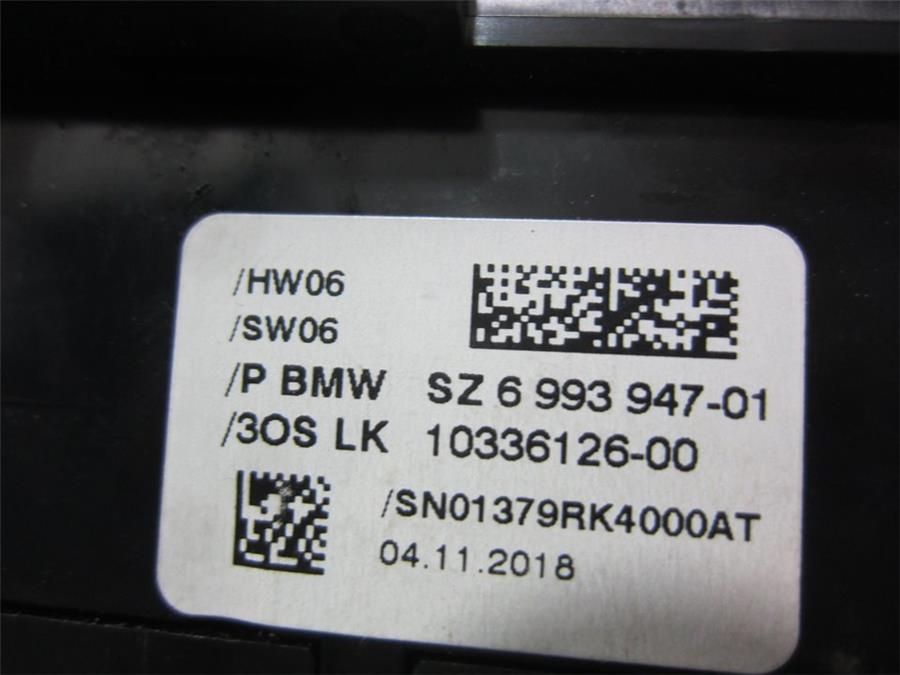 /HW06
/SW06
/P BMW SZ 6 993 947-01
/3OS LK 10336126-00
/SN01379RK4000AT
04.11.2018